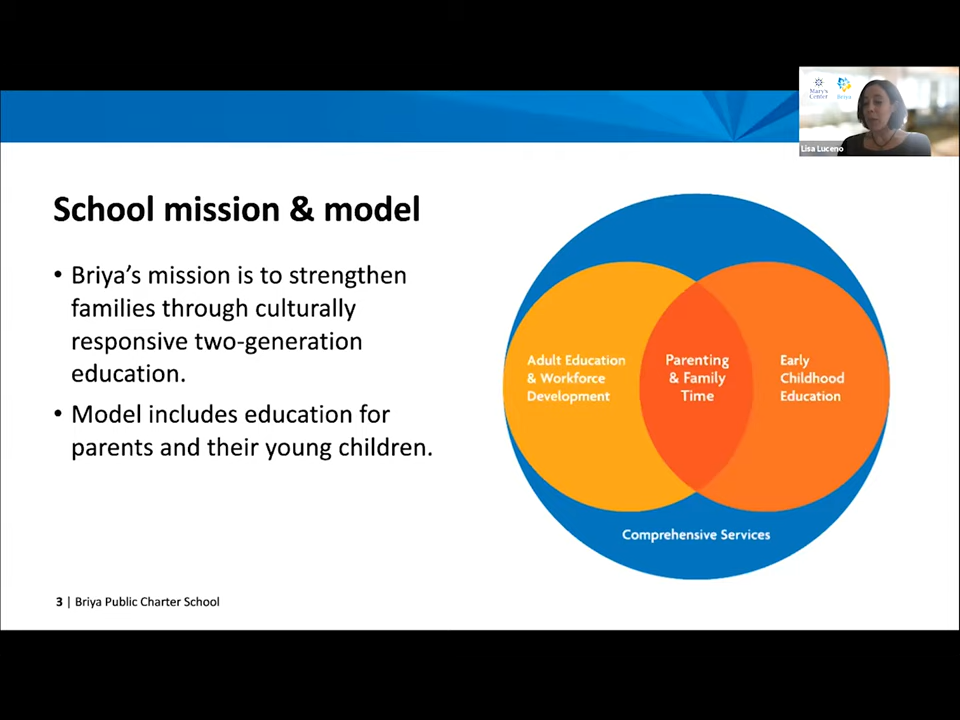 Mary's
Center
Briya
Lisa Luceno
School mission & model
• Briya's mission is to strengthen
families through culturally
responsive two-generation
education.
• Model includes education for
parents and their young children.
Adult Education
& Workforce
Development
Parenting
& Family
Time
Early
Childhood
Education
Comprehensive Services
3 | Briya Public Charter School